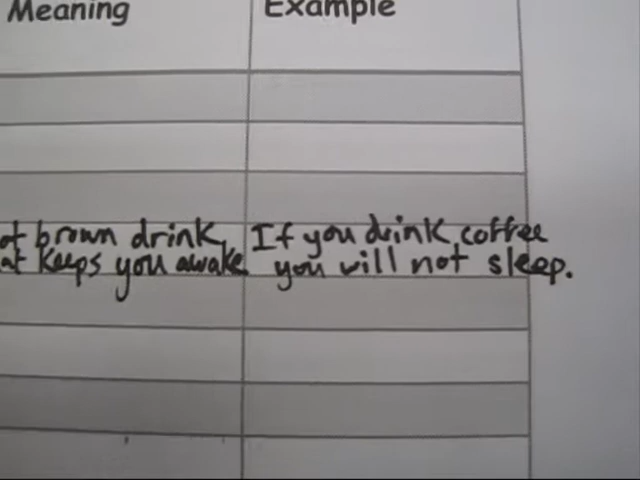 Meaning Example
brown drink If you drink coffee
keeps you awake you will not sleep.